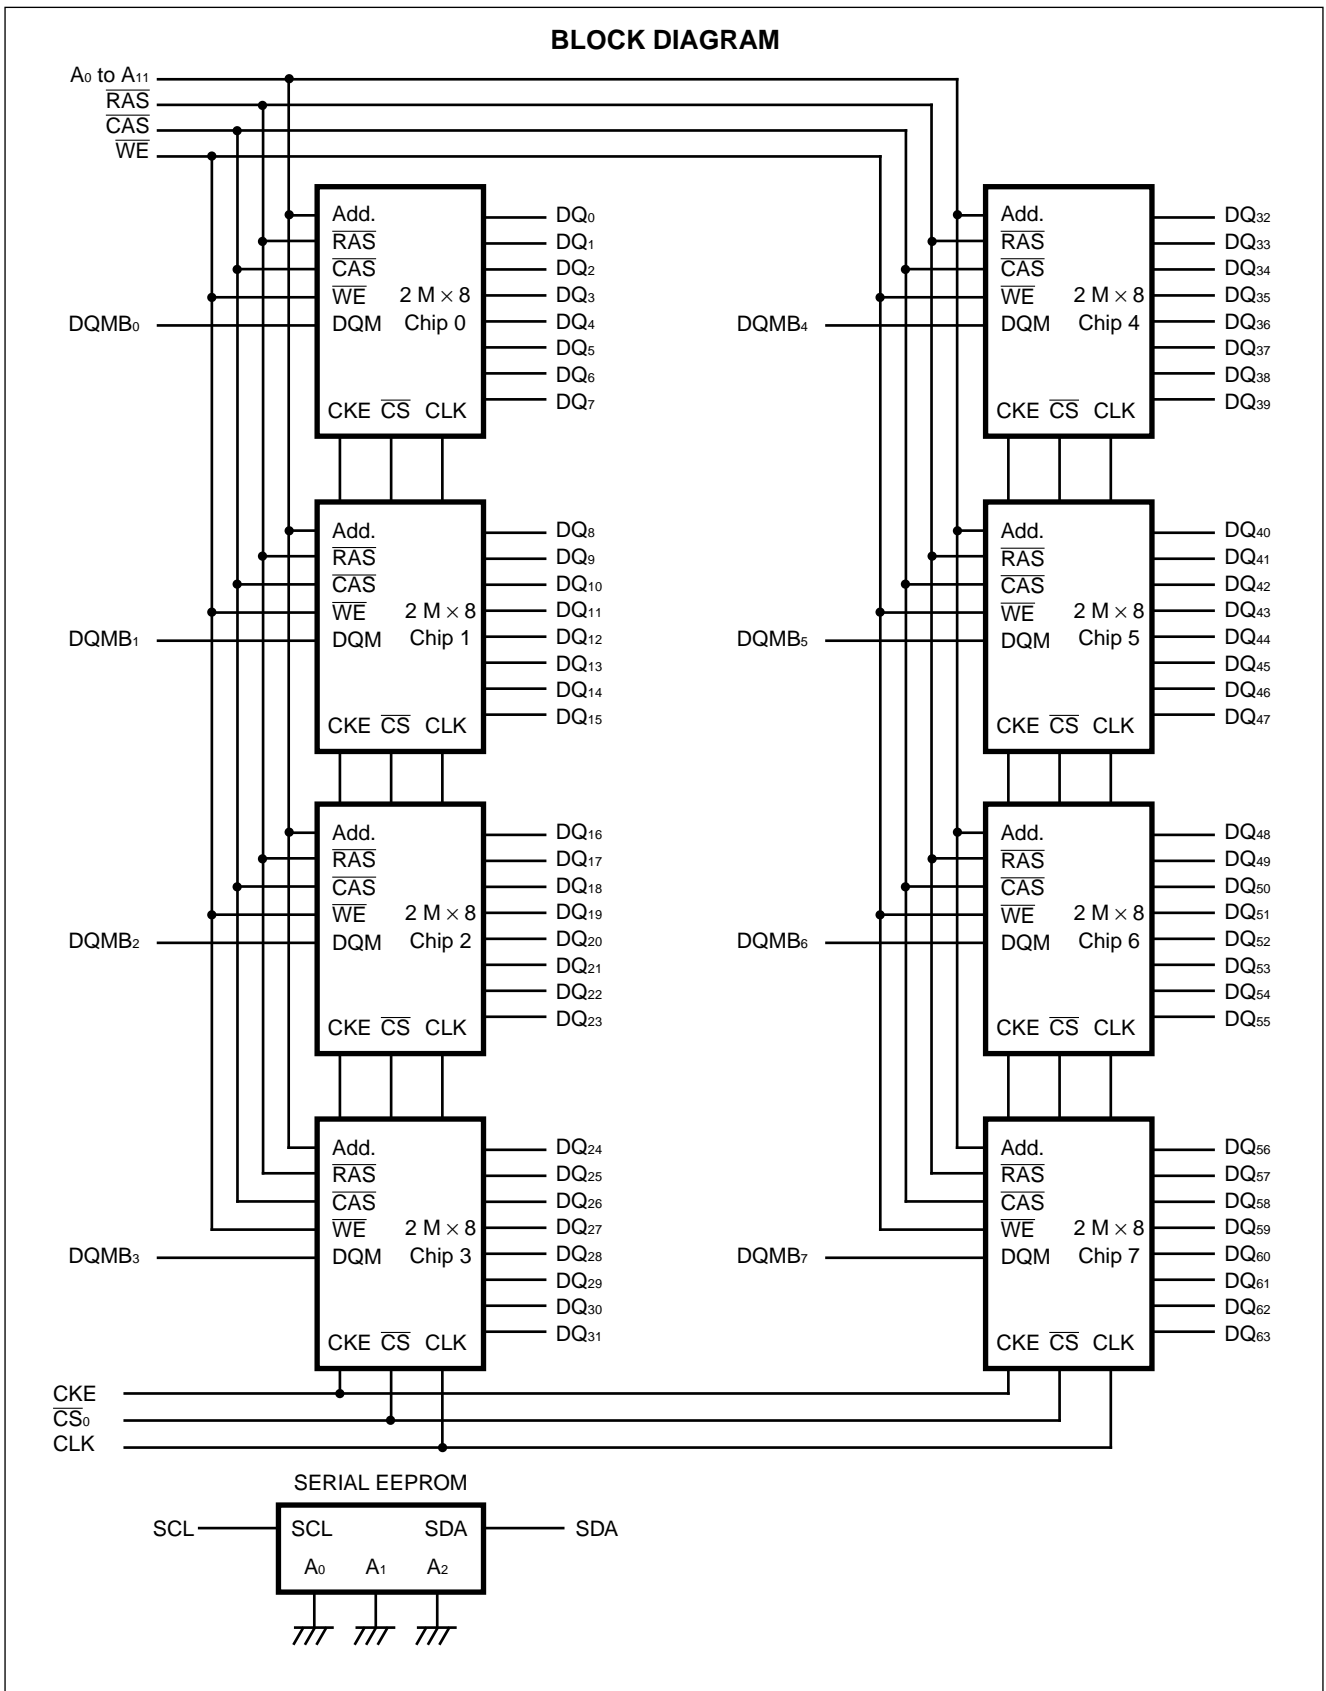 BLOCK DIAGRAM
A0 to A11
RAS
CAS
WE
Add.
RAS
CAS
WE 2 M × 8
DQM Chip 0
CKE CS CLK
DQMB0
DQ0
DQ1
DQ2
DQ3
DQ4
DQ5
DQ6
DQ7
Add.
RAS
CAS
WE 2 M × 8
DQM Chip 4
CKE CS CLK
DQMB4
DQ32
DQ33
DQ34
DQ35
DQ36
DQ37
DQ38
DQ39
Add.
RAS
CAS
WE 2 M × 8
DQM Chip 1
CKE CS CLK
DQMB1
DQ8
DQ9
DQ10
DQ11
DQ12
DQ13
DQ14
DQ15
Add.
RAS
CAS
WE 2 M × 8
DQM Chip 5
CKE CS CLK
DQMB5
DQ40
DQ41
DQ42
DQ43
DQ44
DQ45
DQ46
DQ47
Add.
RAS
CAS
WE 2 M × 8
DQM Chip 2
CKE CS CLK
DQMB2
DQ16
DQ17
DQ18
DQ19
DQ20
DQ21
DQ22
DQ23
Add.
RAS
CAS
WE 2 M × 8
DQM Chip 6
CKE CS CLK
DQMB6
DQ48
DQ49
DQ50
DQ51
DQ52
DQ53
DQ54
DQ55
Add.
RAS
CAS
WE 2 M × 8
DQM Chip 3
CKE CS CLK
DQMB3
DQ24
DQ25
DQ26
DQ27
DQ28
DQ29
DQ30
DQ31
Add.
RAS
CAS
WE 2 M × 8
DQM Chip 7
CKE CS CLK
DQMB7
DQ56
DQ57
DQ58
DQ59
DQ60
DQ61
DQ62
DQ63
CKE
CS0
CLK
SERIAL EEPROM
SCL SCL SDA SDA
A0 A1 A2